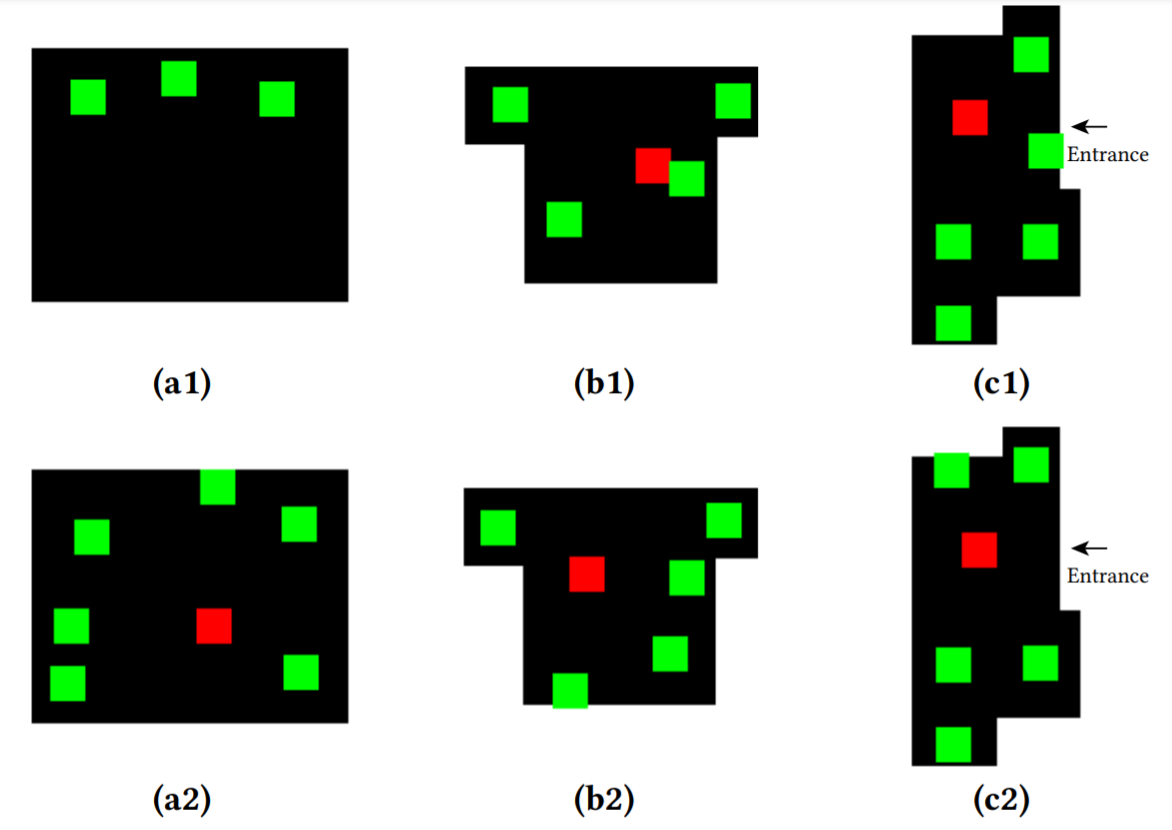 Entrance
(a1)
(b1)
(c1)
Entrance
(a2)
(b2)
(c2)